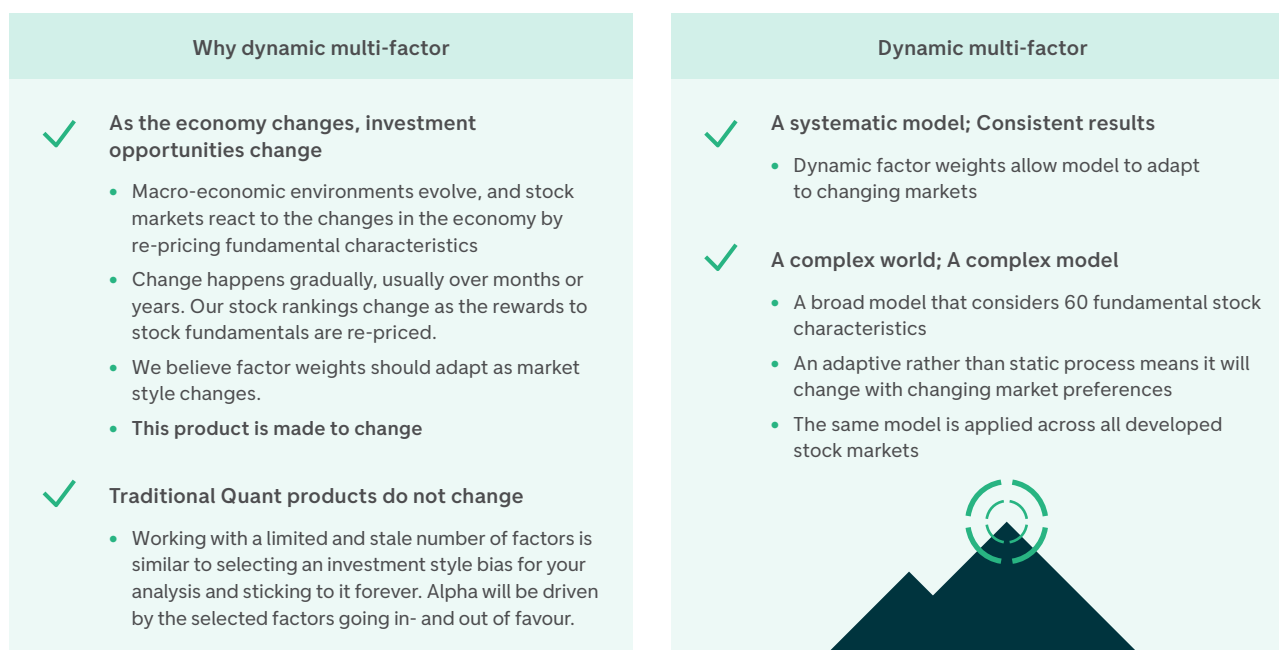 Why dynamic multi-factor
As the economy changes, investment
opportunities change
• Macro-economic environments evolve, and stock
markets react to the changes in the economy by
re-pricing fundamental characteristics
• Change happens gradually, usually over months or
years. Our stock rankings change as the rewards to
stock fundamentals are re-priced.
• We believe factor weights should adapt as market
style changes.
• This product is made to change
Traditional Quant products do not change
• Working with a limited and stale number of factors is
similar to selecting an investment style bias for your
analysis and sticking to it forever. Alpha will be driven
by the selected factors going in- and out of favour.
Dynamic multi-factor
A systematic model; Consistent results
• Dynamic factor weights allow model to adapt
to changing markets
A complex world; A complex model
• A broad model that considers 60 fundamental stock
characteristics
• An adaptive rather than static process means it will
change with changing market preferences
• The same model is applied across all developed
stock markets